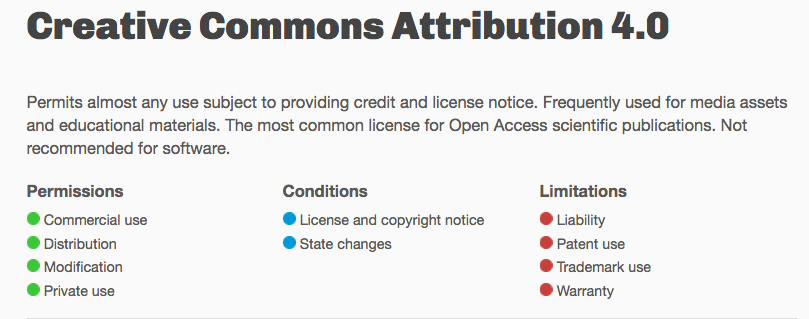 Creative Commons Attribution 4.0
Permits almost any use subject to providing credit and license notice. Frequently used for media assets
and educational materials. The most common license for Open Access scientific publications. Not
recommended for software.
Permissions
Commercial use
Distribution
Modification
Private use
Conditions
License and copyright notice
State changes
Limitations
Liability
Patent use
Trademark use
Warranty